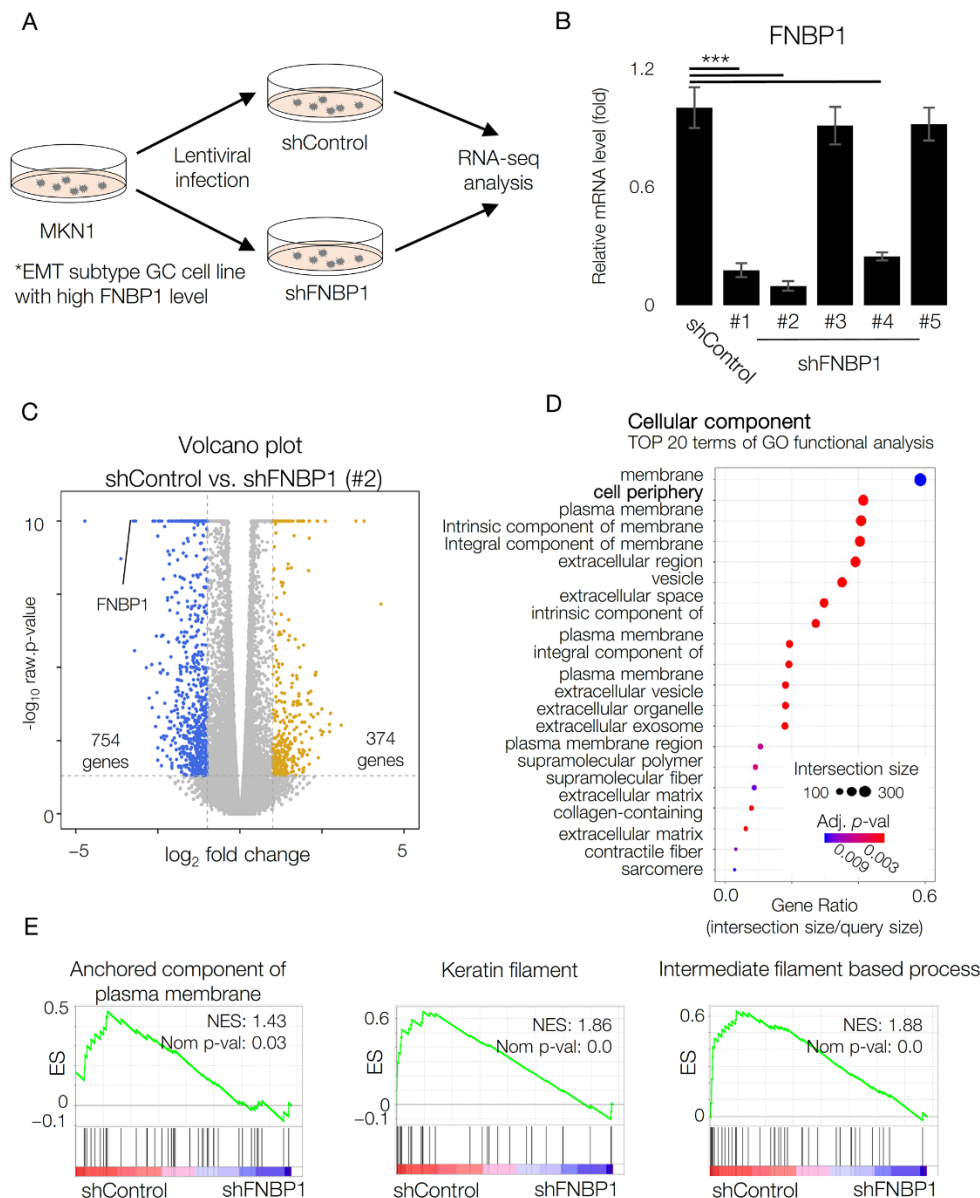 A
shControl
Lentiviral
infection
RNA-seq
analysis
MKN1
*EMT subtype GC cell line
with high FNBP1 level
shFNBP1
B
FNBP1
***
1.2
0.6
0
Relative mRNA level (fold)
shControl
#1
#2
#3
#4
#5
shFNBP1
C
Volcano plot
shControl vs. shFNBP1 (#2)
10
FNBP1
-log10 raw.p-value
754
genes
374
genes
0
−5
log2 fold change
5
D
Cellular component
TOP 20 terms of GO functional analysis
membrane
cell periphery
plasma membrane
Intrinsic component of membrane
Integral component of membrane
extracellular region
vesicle
extracellular space
intrinsic component of
plasma membrane
integral component of
plasma membrane
extracellular vesicle
extracellular organelle
extracellular exosome
plasma membrane region
supramolecular polymer
supramolecular fiber
extracellular matrix
collagen-containing
extracellular matrix
contractile fiber
sarcomere
Intersection size
100
300
Adj. p-val
0.009
0.003
0.0
0.6
Gene Ratio
(intersection size/query size)
E
Anchored component of
plasma membrane
0.5
NES: 1.43
Nom p-val: 0.03
ES
0
−0.1
shControl
shFNBP1
Keratin filament
0.6
NES: 1.86
Nom p-val: 0.0
ES
0
−0.1
shControl
shFNBP1
Intermediate filament based process
0.6
NES: 1.88
Nom p-val: 0.0
ES
0
shControl
shFNBP1